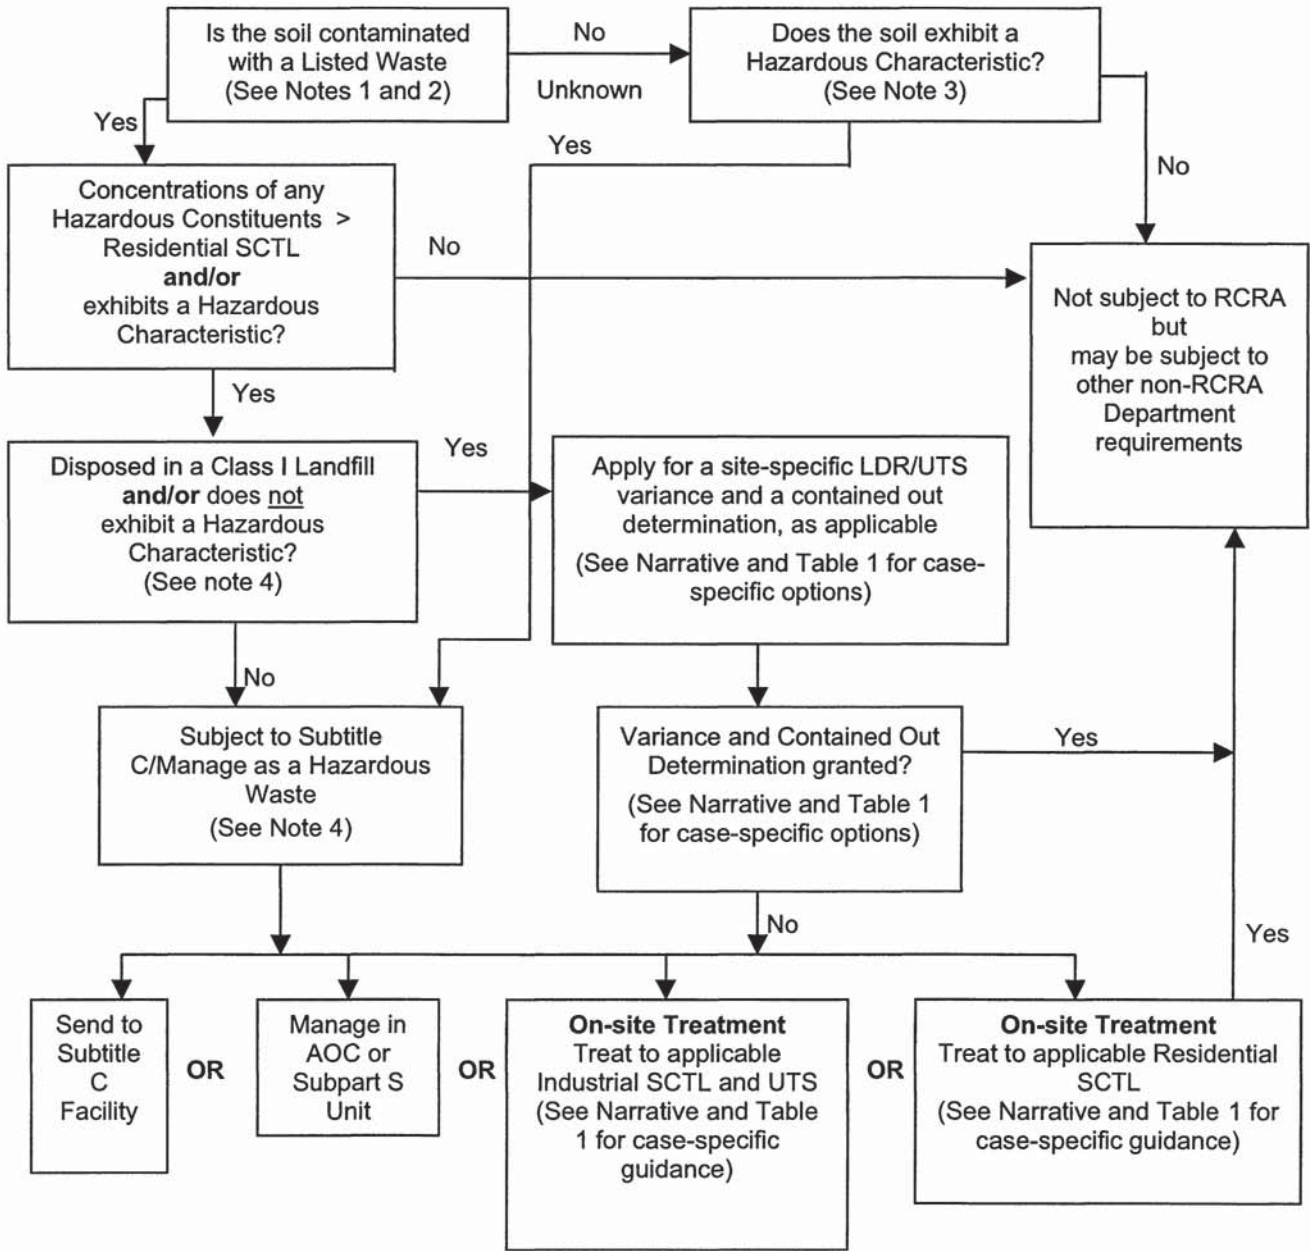 Is the soil contaminated
with a Listed Waste
(See Notes 1 and 2)
No
Unknown
Does the soil exhibit a
Hazardous Characteristic?
(See Note 3)
Yes
Yes
No
Concentrations of any
Hazardous Constituents >
Residential SCTL
and/or
exhibits a Hazardous
Characteristic?
No
Not subject to RCRA
but
may be subject to
other non-RCRA
Department
requirements
Yes
Disposed in a Class I Landfill
and/or does not
exhibit a Hazardous
Characteristic?
(See note 4)
Yes
Apply for a site-specific LDR/UTS
variance and a contained out
determination, as applicable
(See Narrative and Table 1 for case-
specific options)
No
Subject to Subtitle
C/Manage as a Hazardous
Waste
(See Note 4)
Variance and Contained Out
Determination granted?
(See Narrative and Table 1
for case-specific options)
Yes
No
Yes
Send to
Subtitle
C
Facility
OR
Manage in
AOC or
Subpart S
Unit
OR
On-site Treatment
Treat to applicable
Industrial SCTL and UTS
(See Narrative and Table
1 for case-specific
guidance)
OR
On-site Treatment
Treat to applicable Residential
SCTL
(See Narrative and Table 1 for
case-specific guidance)